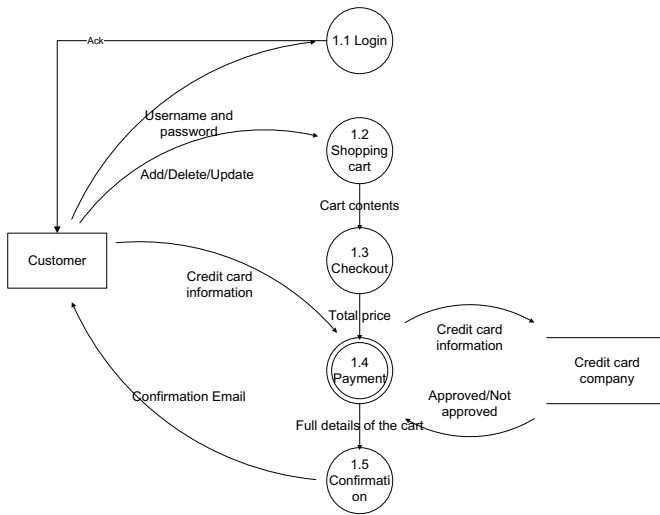 Ack
1.1 Login
Username and
password
1.2
Shopping
cart
Add/Delete/Update
Cart contents
Customer
1.3
Checkout
Credit card
information
Total price
Credit card
information
1.4
Payment
Credit card
company
Confirmation Email
Approved/Not
approved
Full details of the cart
1.5
Confirmati
on